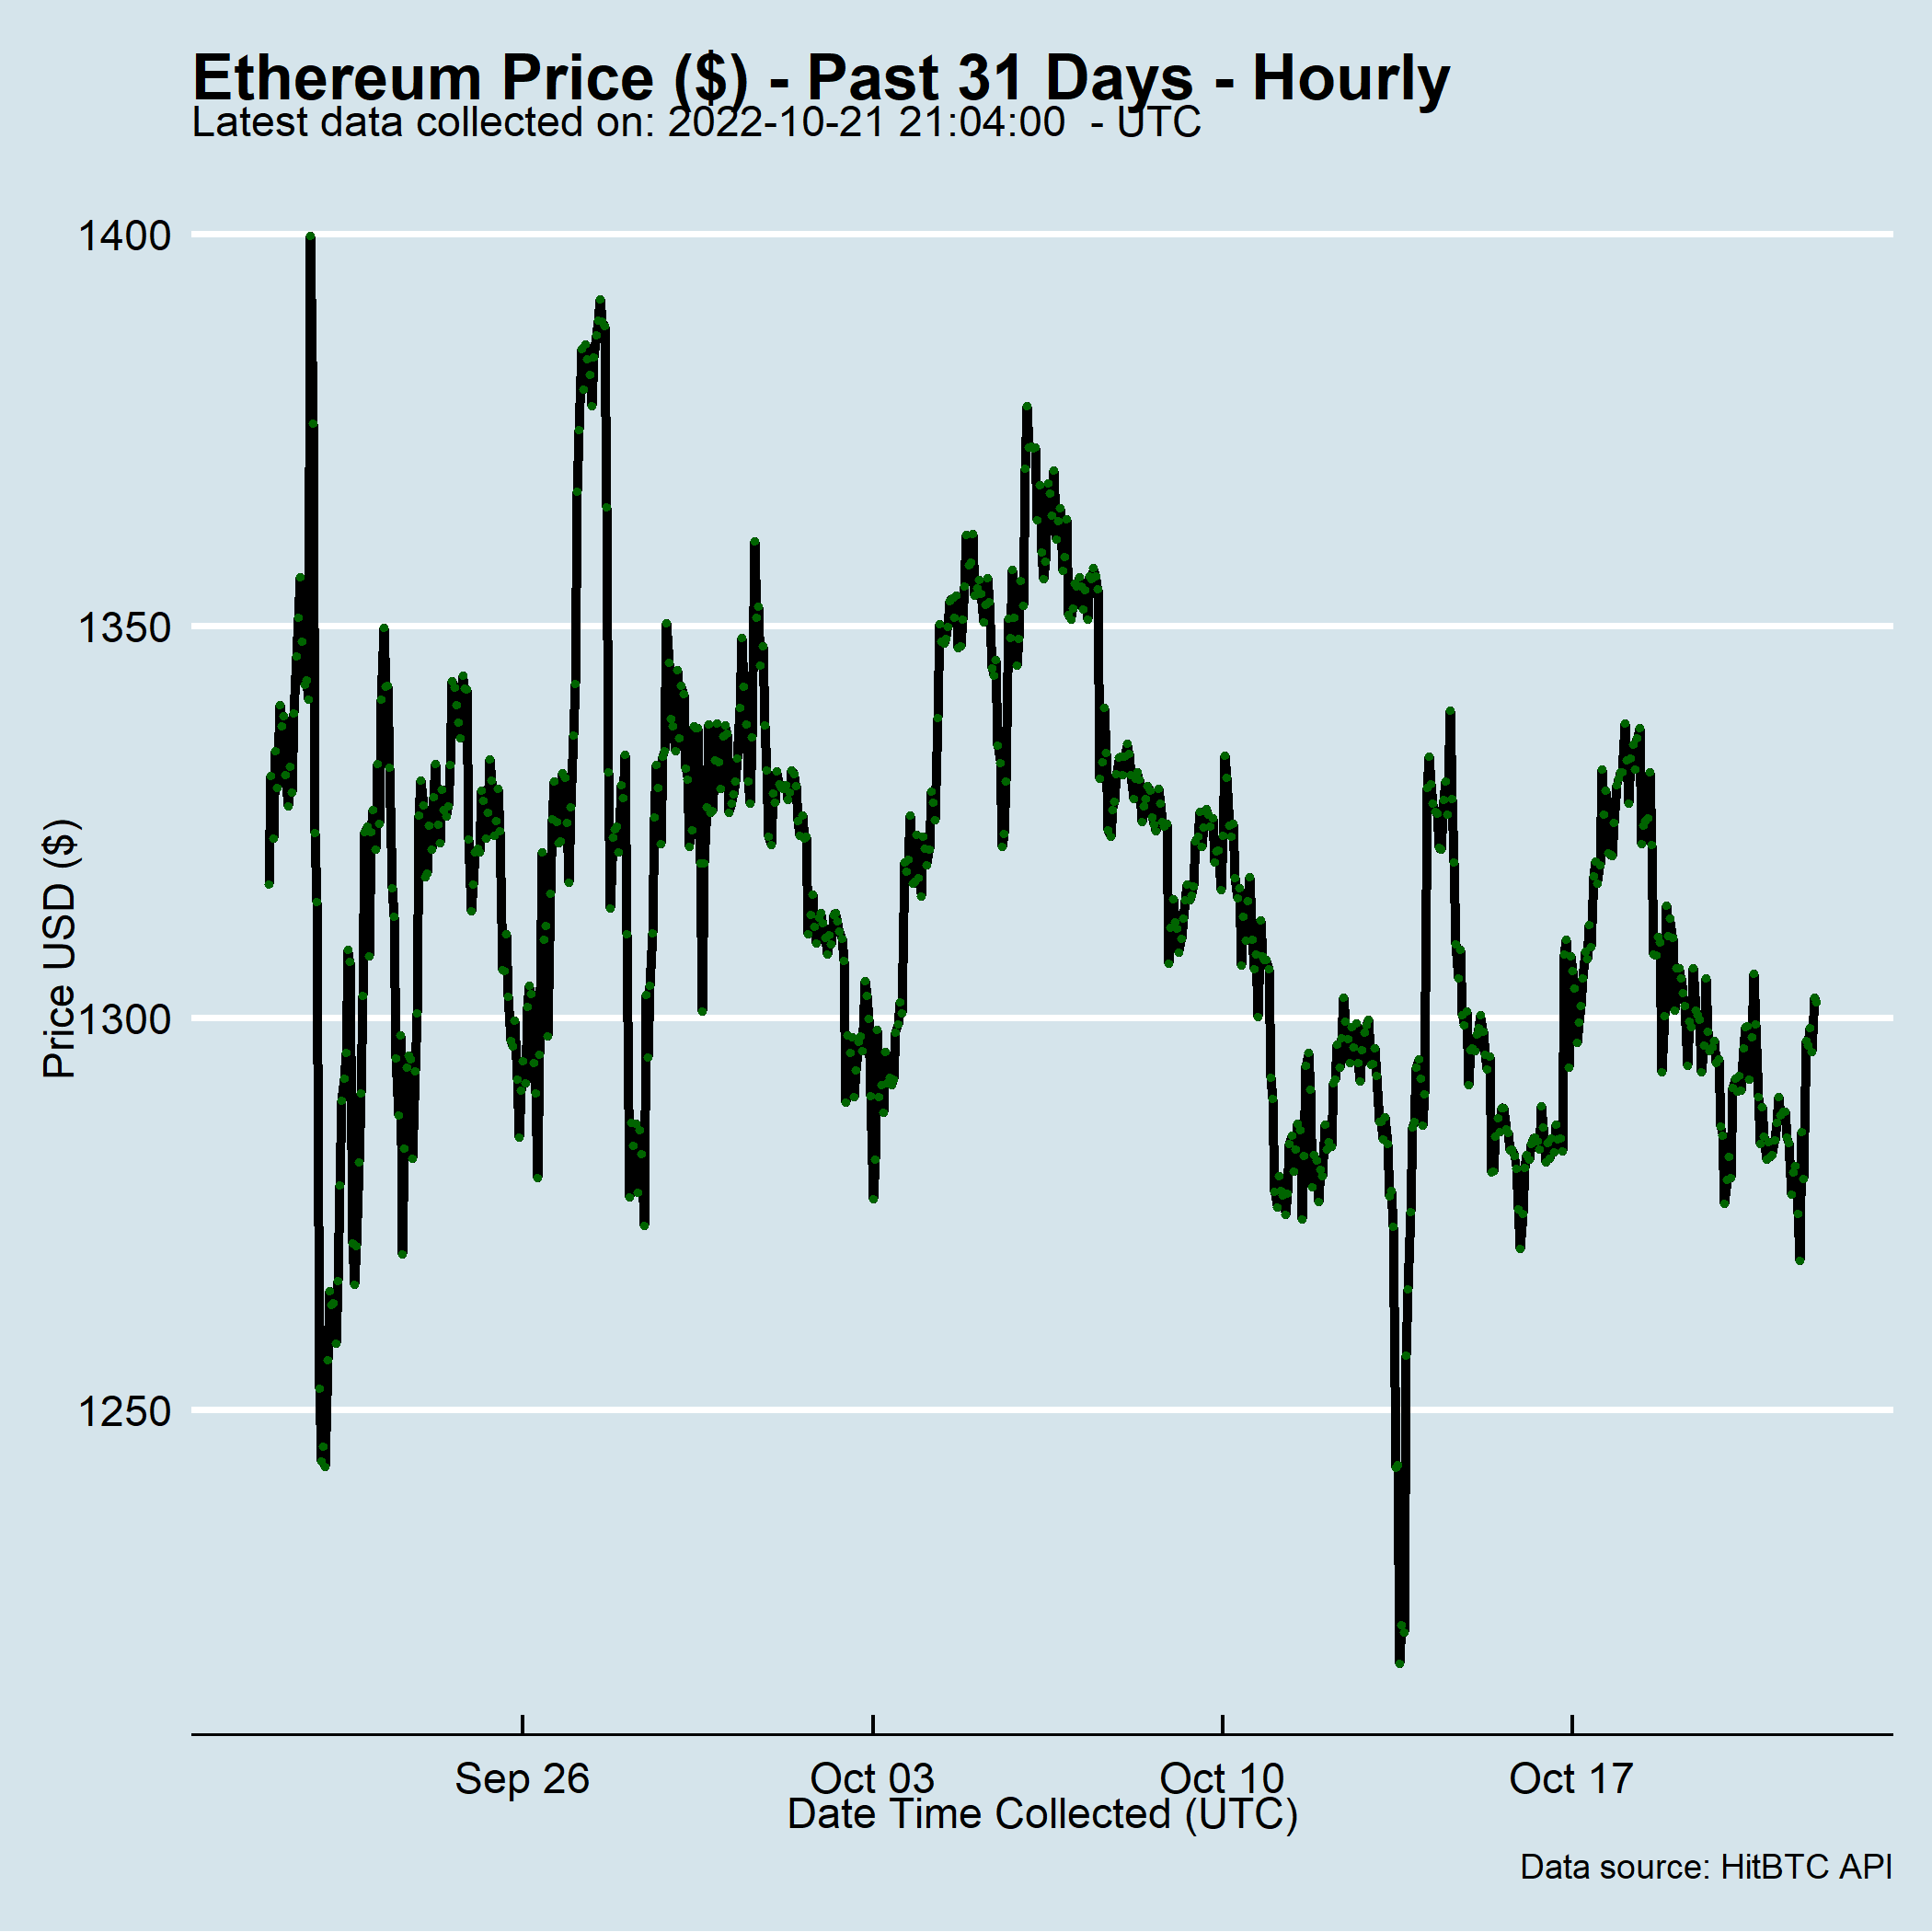 Ethereum Price ($) - Past 31 Days - Hourly
Latest data collected on: 2022-10-21 21:04:00  - UTC
1400
1350
1300
1250
Price USD ($)
Sep 26
Oct 03
Oct 10
Oct 17
Date Time Collected (UTC)
Data source: HitBTC API